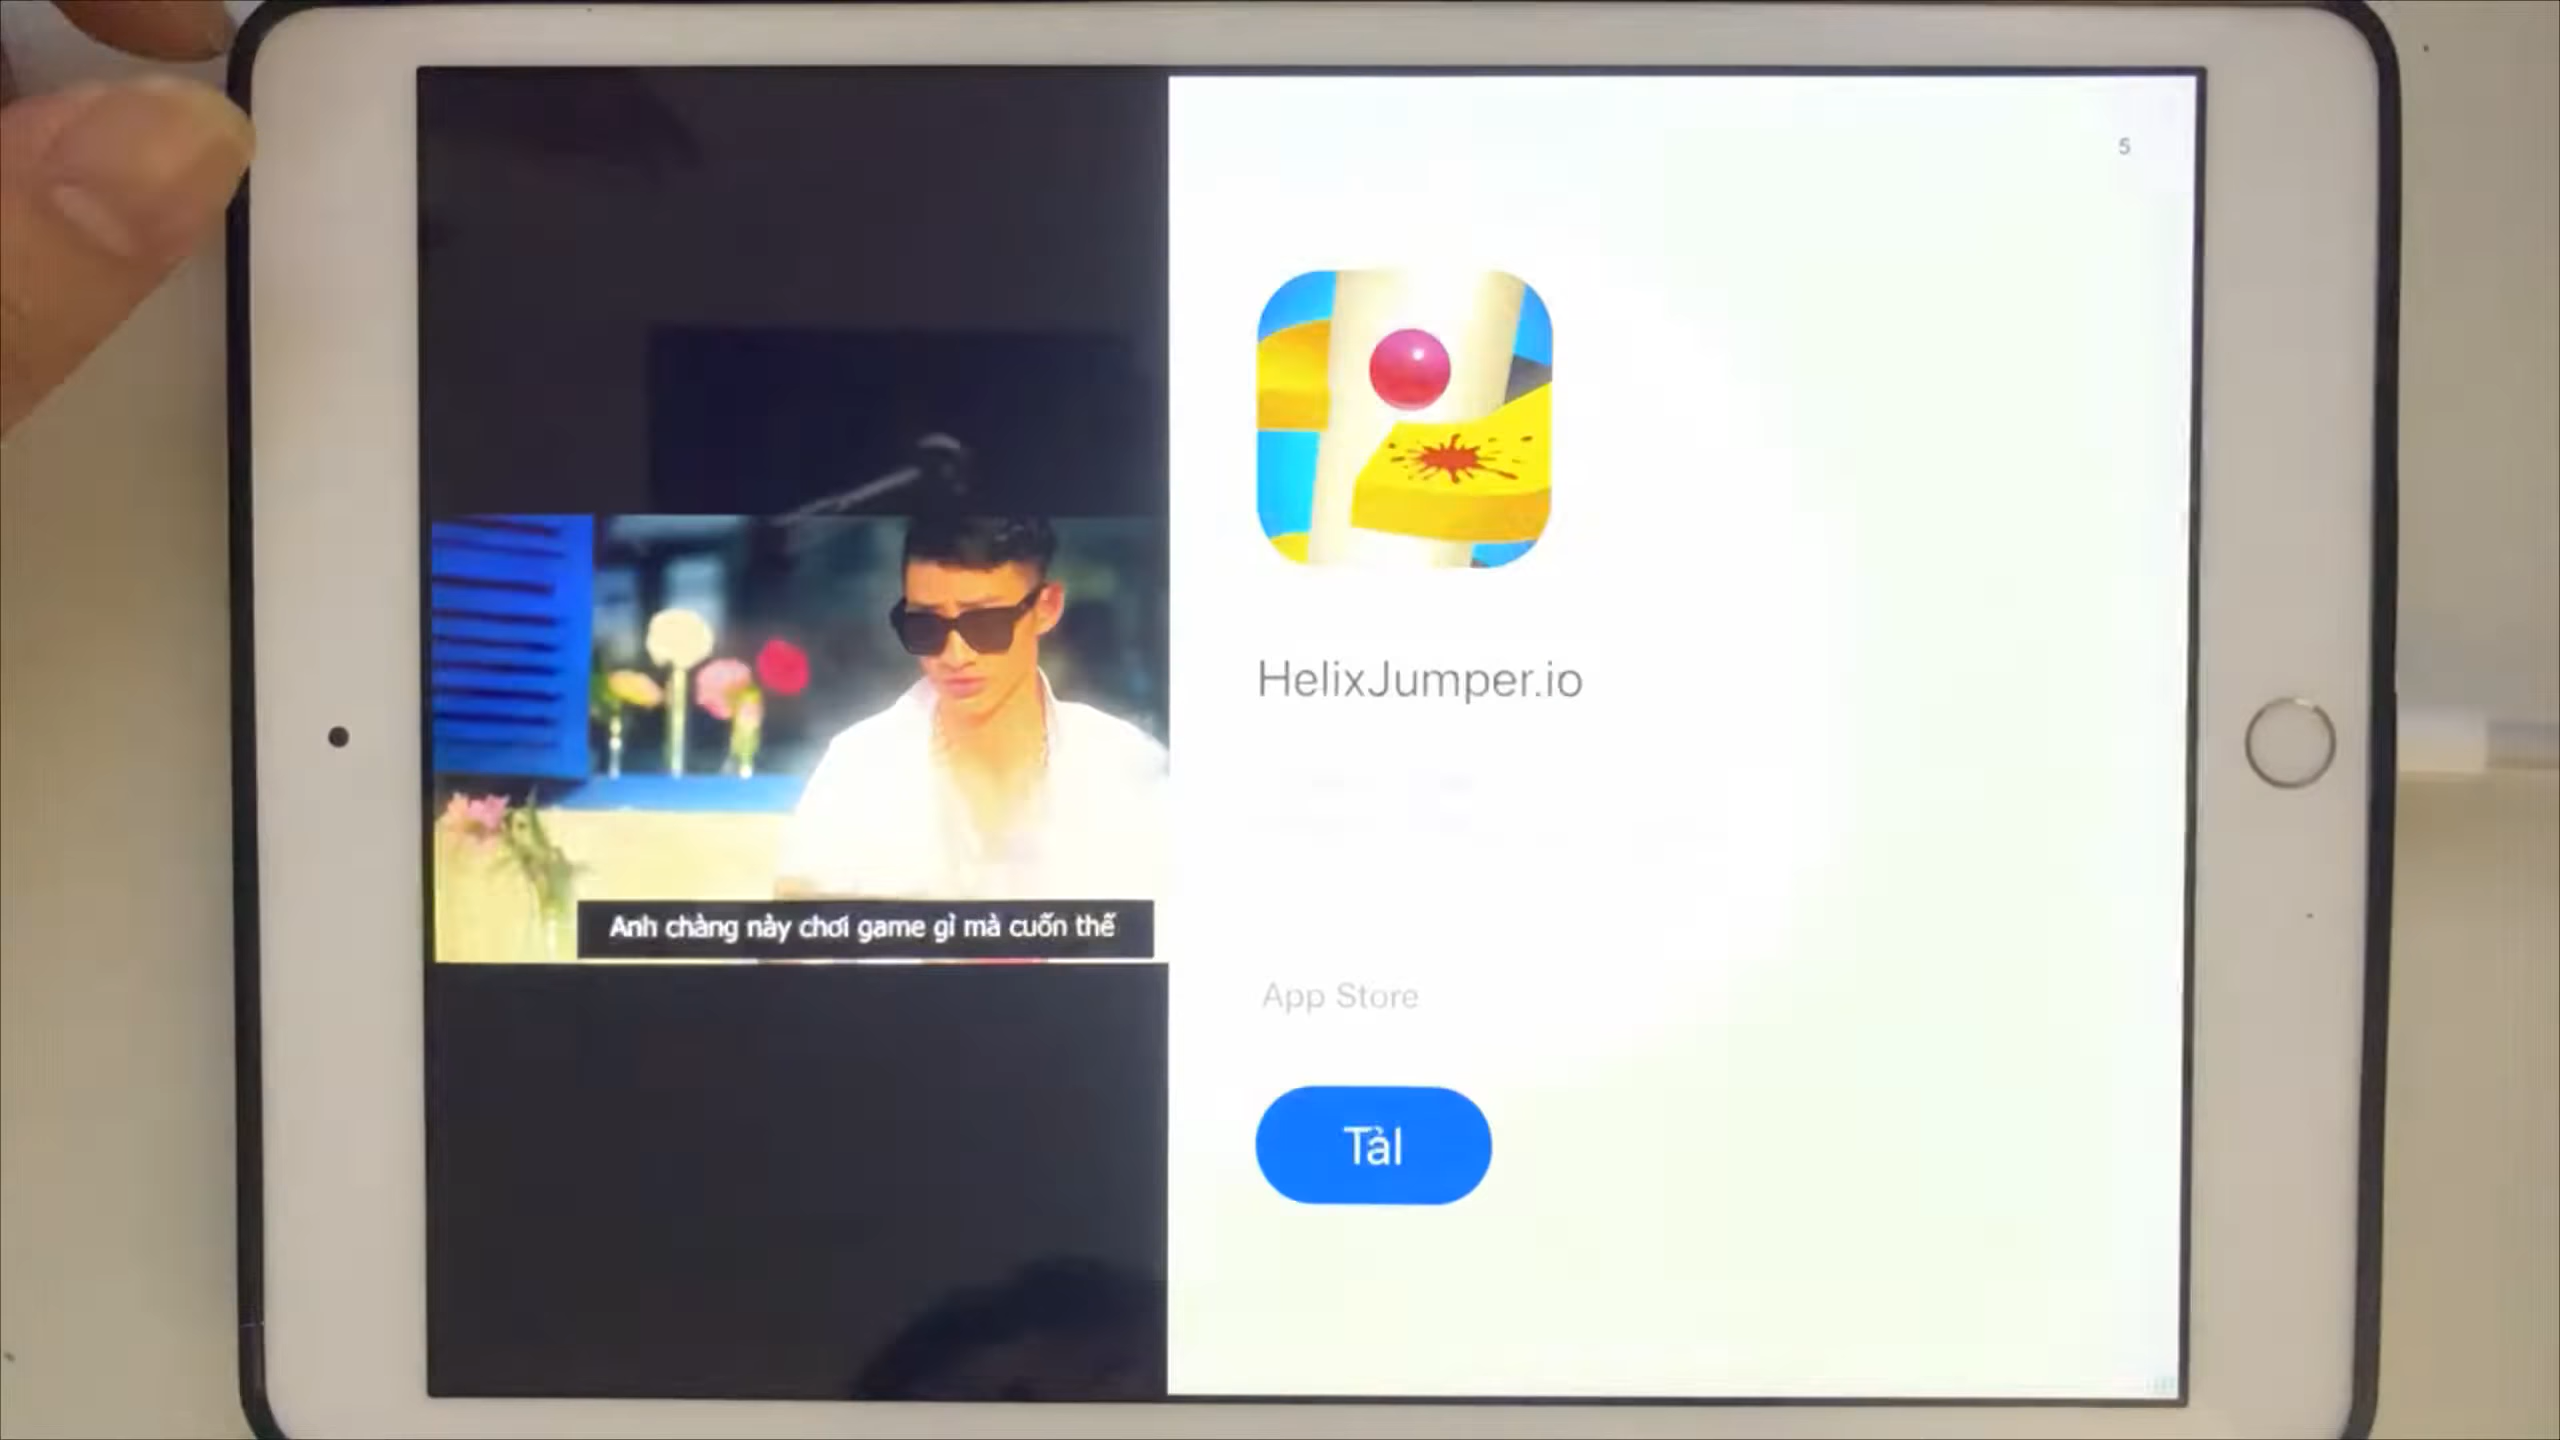 5
Anh chàng này chơi game gì mà cuốn thế
HelixJumper.io
App Store
Tải